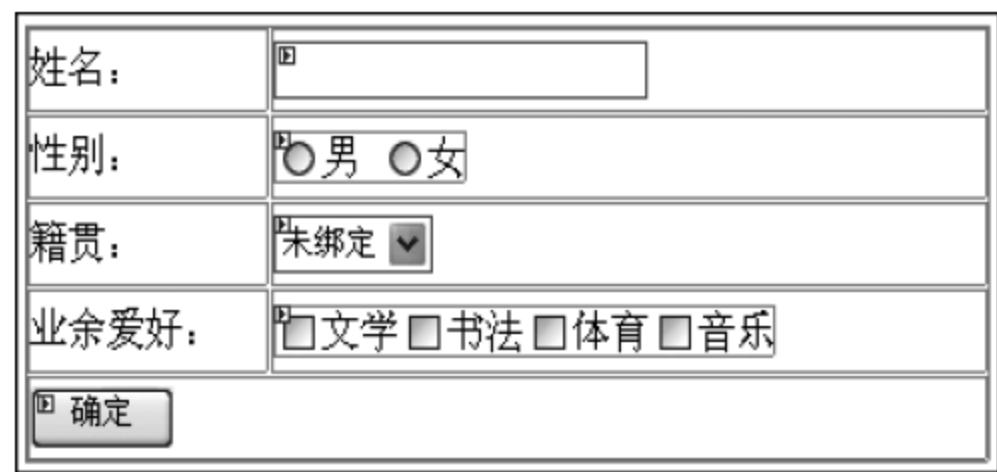 姓名：
性别： 男 女
籍贯： 未绑定
业余爱好： 文学 书法 体育 音乐
确定